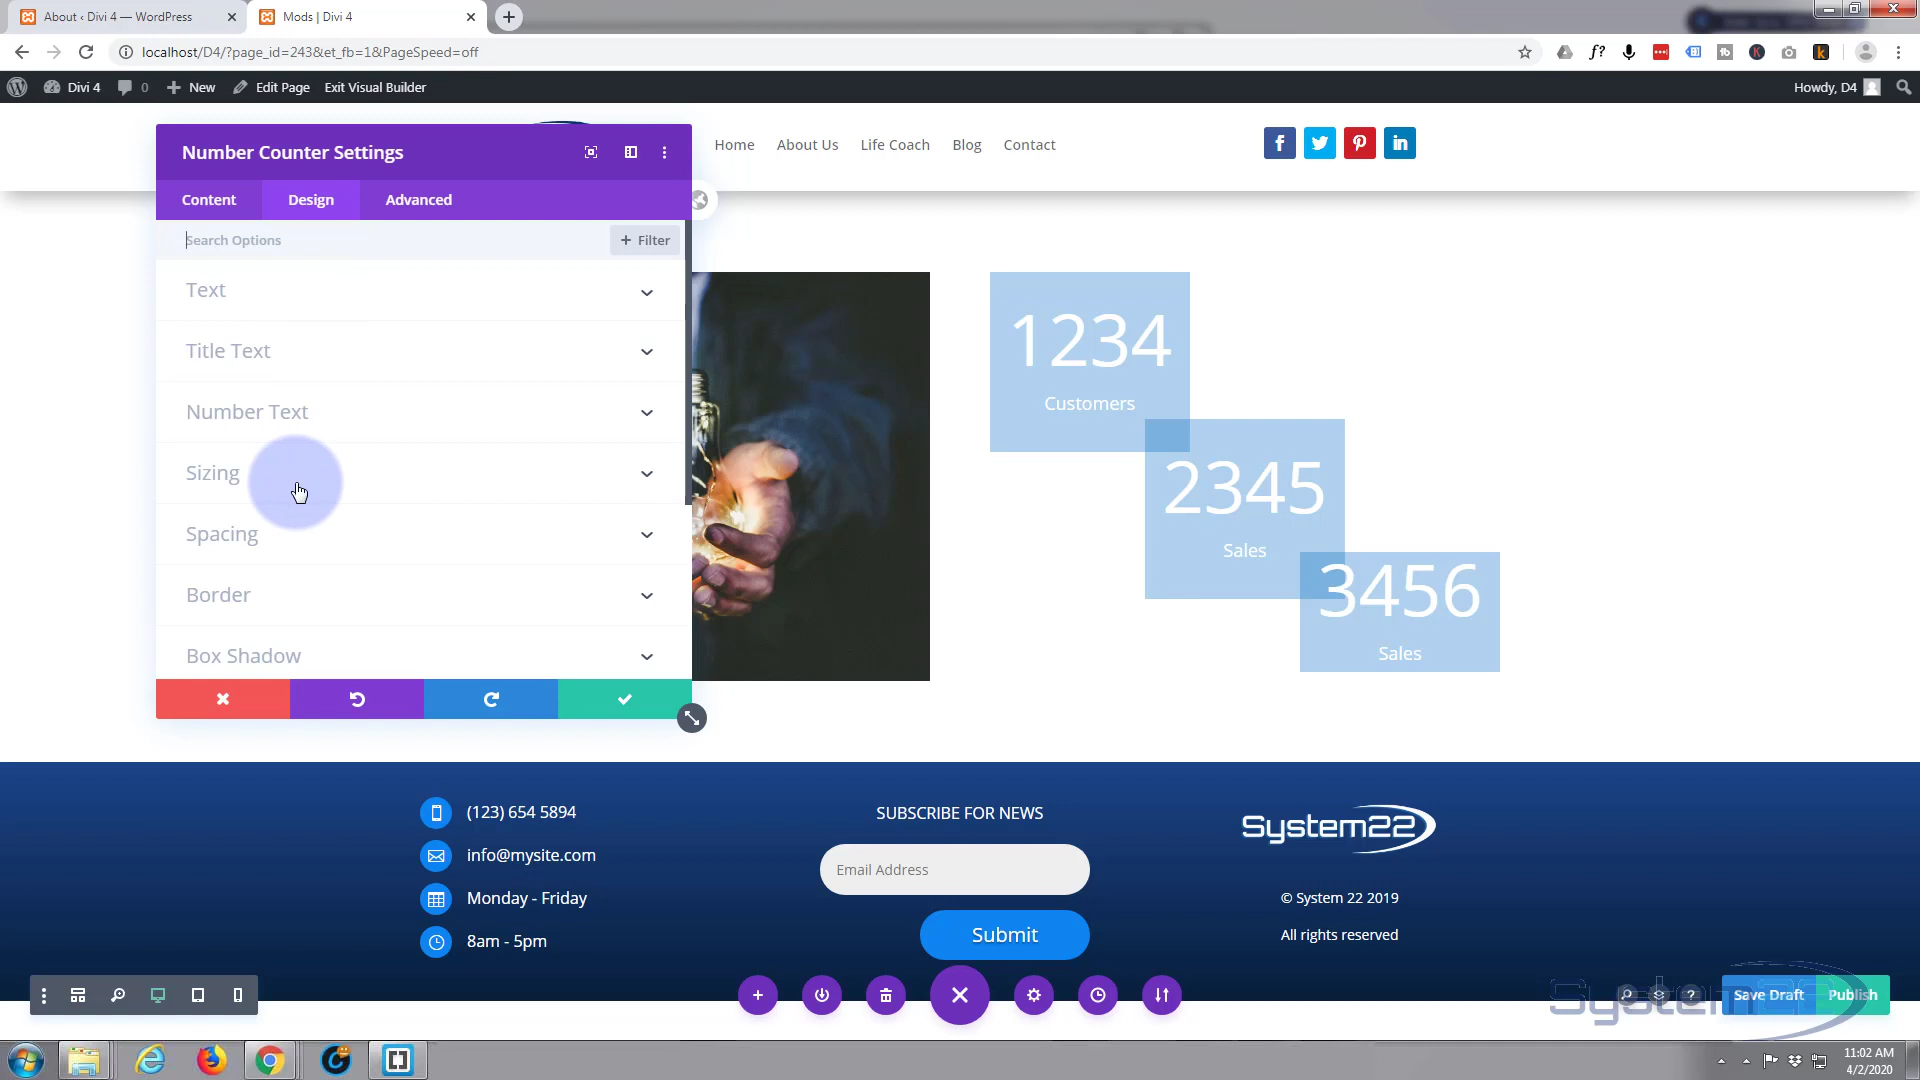 About ‹ Divi 4 — WordPress
Mods | Divi 4
localhost/D4/?page_id=243&et_fb=1&PageSpeed=off
Divi 4
0
New
Edit Page
Exit Visual Builder
Howdy, D4
Number Counter Settings
Home
About Us
Life Coach
Blog
Contact
Content
Design
Advanced
Search Options
+ Filter
Text
Title Text
Number Text
Sizing
Spacing
Border
Box Shadow
1234
Customers
2345
Sales
3456
Sales
(123) 654 5894
info@mysite.com
Monday - Friday
8am - 5pm
SUBSCRIBE FOR NEWS
Email Address
Submit
System22
© System 22 2019
All rights reserved
System22
Save Draft
Publish
11:02 AM
4/2/2020